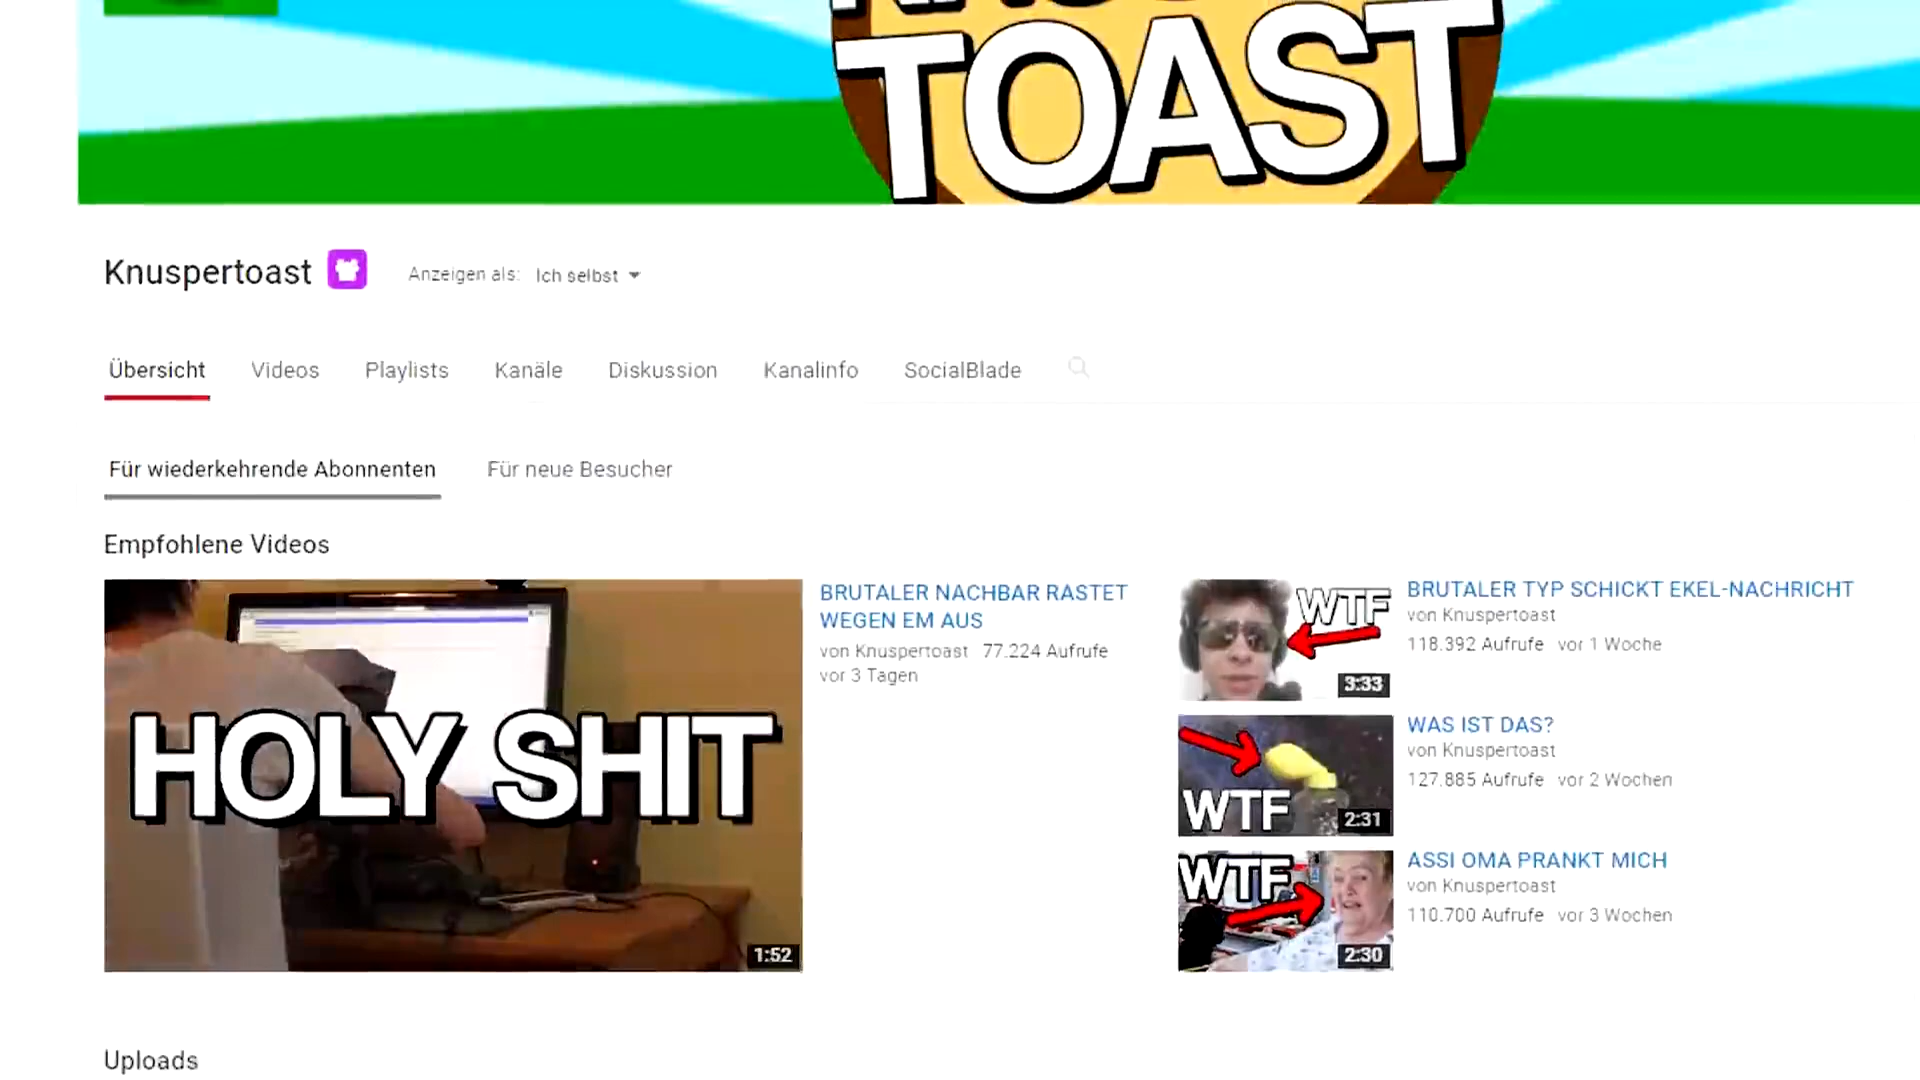 TOAST
Knuspertoast
Anzeigen als: Ich selbst
Übersicht Videos Playlists Kanäle Diskussion Kanalinfo SocialBlade
Für wiederkehrende Abonnenten Für neue Besucher
Empfohlene Videos
HOLY SHIT
1:52
BRUTALER NACHBAR RASTET
WEGEN EM AUS
von Knuspertoast 77.224 Aufrufe
vor 3 Tagen
WTF
3:33
BRUTALER TYP SCHICKT EKEL-NACHRICHT
von Knuspertoast
118.392 Aufrufe vor 1 Woche
WTF
2:31
WAS IST DAS?
von Knuspertoast
127.885 Aufrufe vor 2 Wochen
WTF
2:30
ASSI OMA PRANKT MICH
von Knuspertoast
110.700 Aufrufe vor 3 Wochen
Uploads